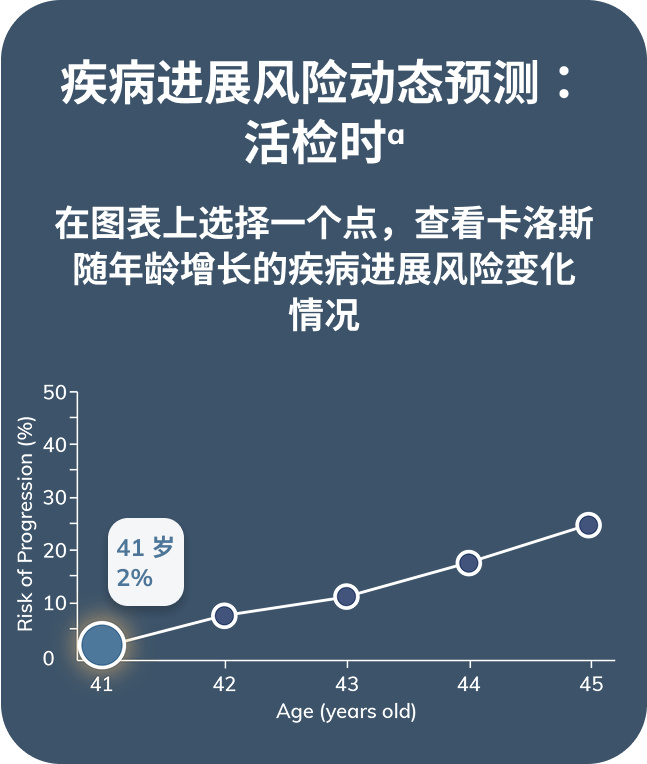 疾病进展风险动态预测：
活检时ᵅ
在图表上选择一个点，查看卡洛斯
随年龄增长的疾病进展风险变化
情况
Risk of Progression (%)
50
40
30
20
10
0
41 岁
2%
41 42 43 44 45
Age (years old)